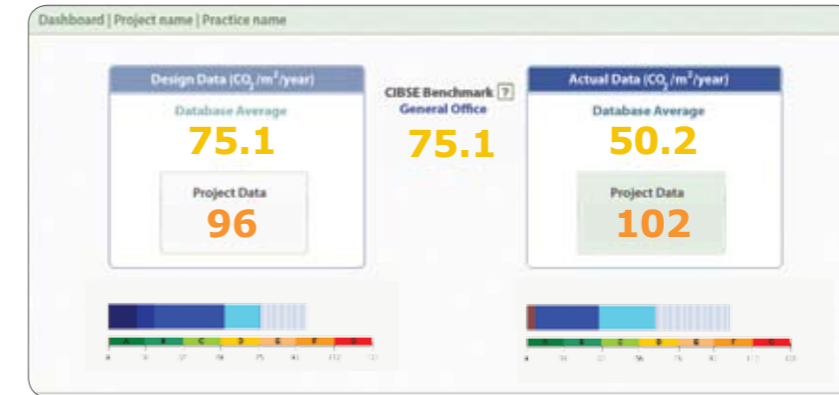 Dashboard | Project name | Practice name
Design Data (CO₂/m²/year)
Database Average
75.1
Project Data
96
CIBSE Benchmark ?
General Office
75.1
Actual Data (CO₂/m²/year)
Database Average
50.2
Project Data
102
A B C D E F G
A B C D E F G